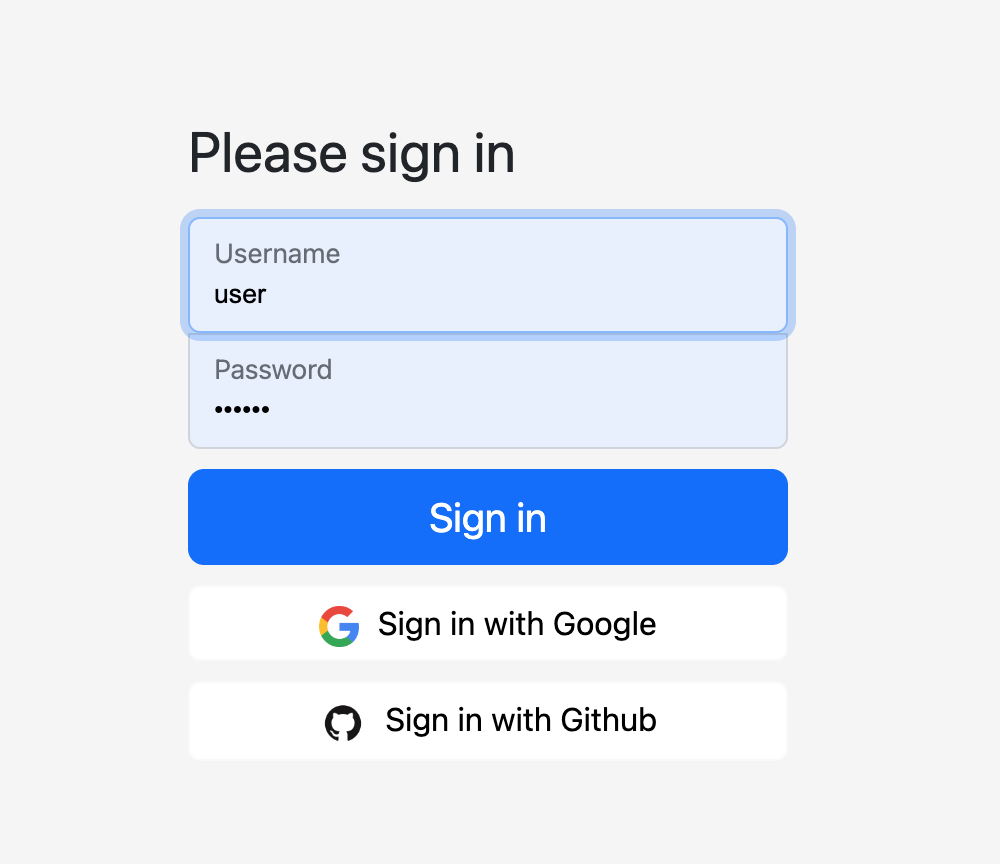 Please sign in
Username
user
Password
••••••
Sign in
Sign in with Google
Sign in with Github